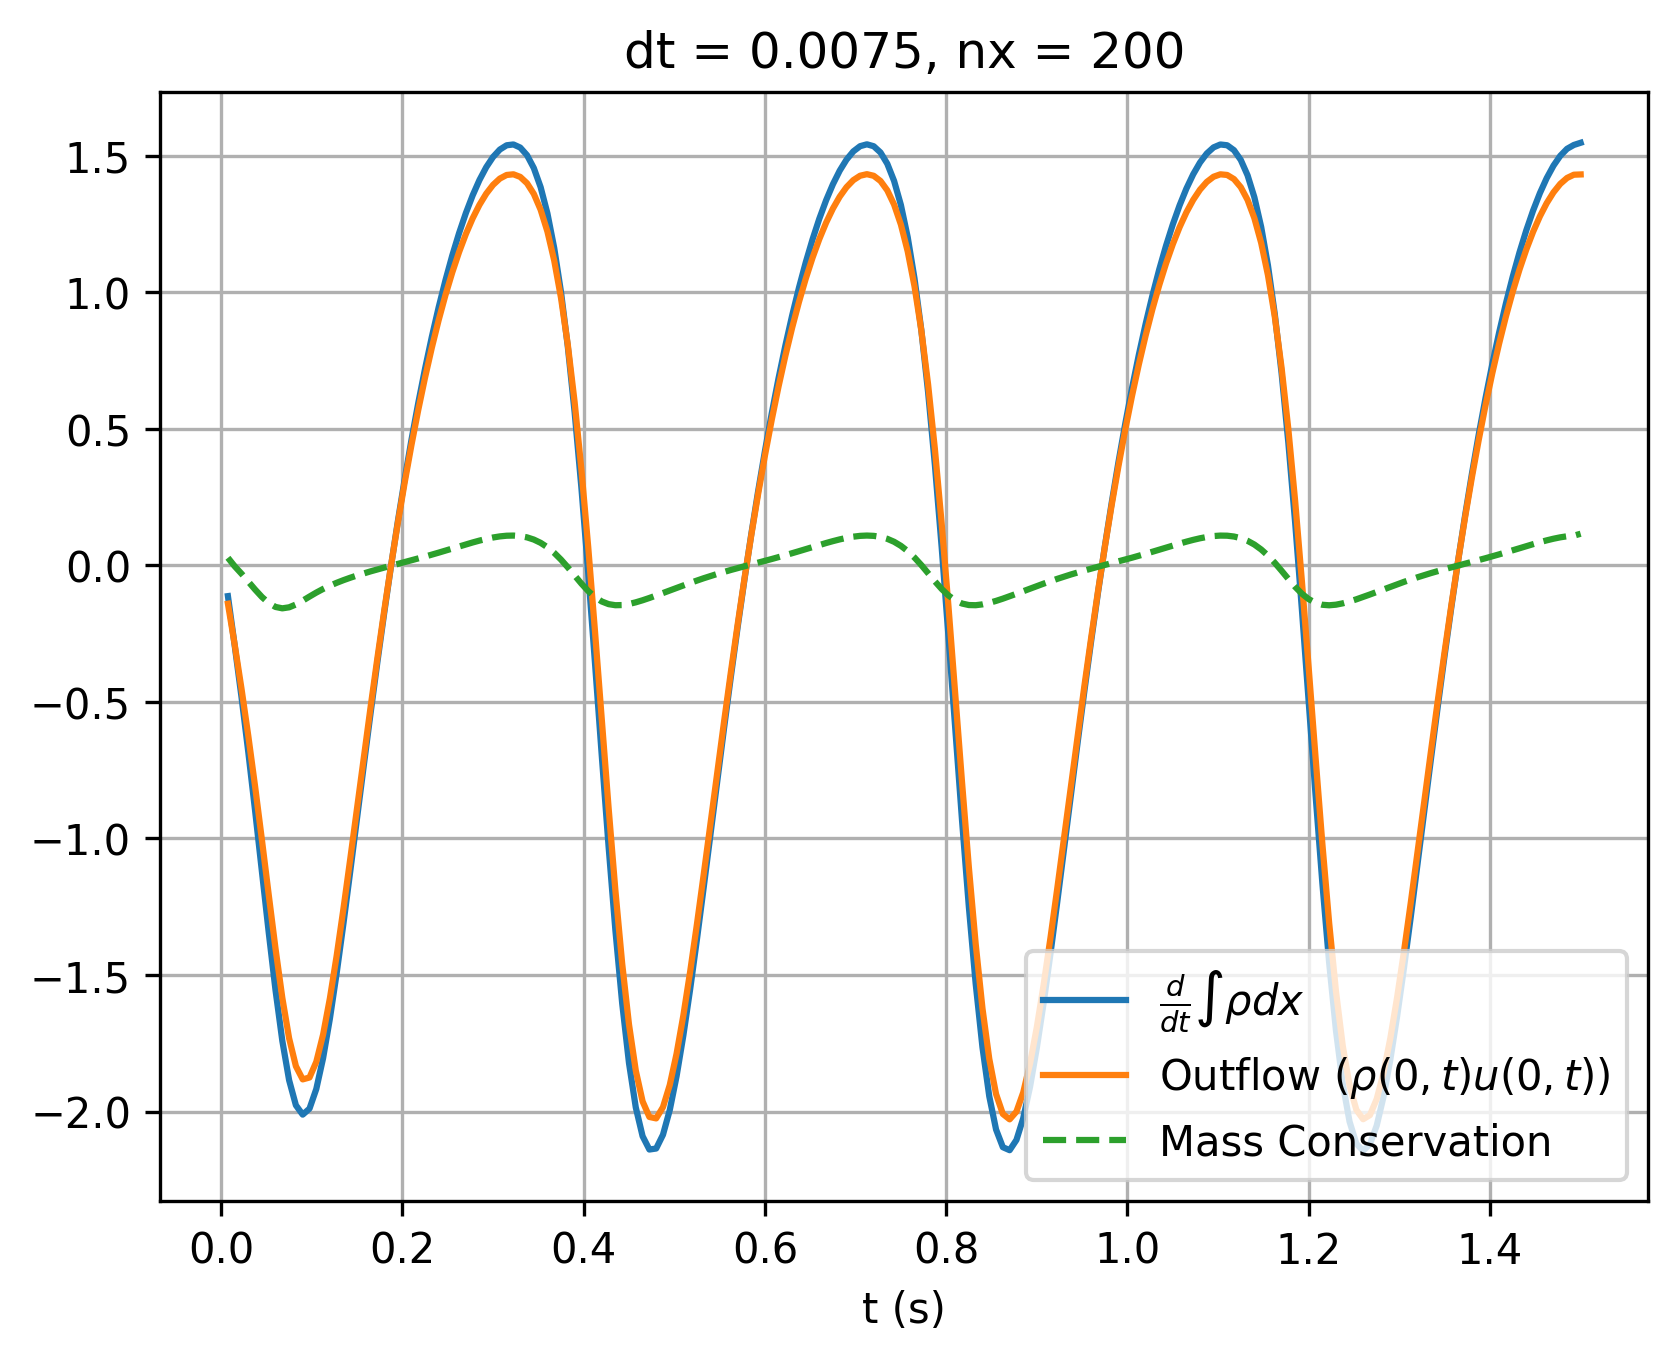 dt = 0.0075, nx = 200
1.5
1.0
0.5
0.0
−0.5
−1.0
−1.5
−2.0
d/dt ∫ρdx
Outflow (ρ(0, t)u(0, t))
Mass Conservation
0.0 0.2 0.4 0.6 0.8 1.0 1.2 1.4
t (s)